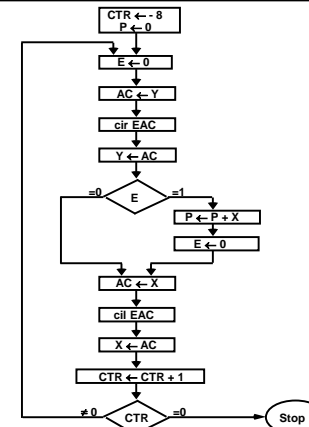 CTR ← - 8
P ← 0
E ← 0
AC ← Y
cir EAC
Y ← AC
=0
E
=1
P ← P + X
E ← 0
AC ← X
cil EAC
X ← AC
CTR ← CTR + 1
≠ 0
CTR
=0
Stop